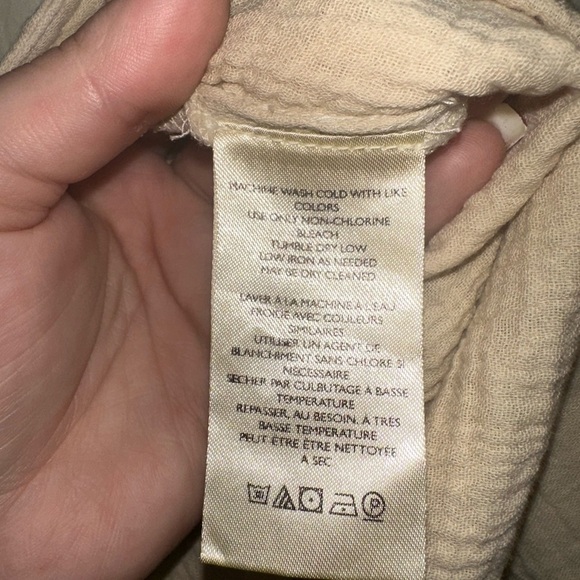 MACHINE WASH COLD WITH LIKE
COLORS
USE ONLY NON-CHLORINE
BLEACH
TUMBLE DRY LOW
LOW IRON AS NEEDED
MAY BE DRY CLEANED
LAVER À LA MACHINE À L'EAU
FROIDE AVEC COULEURS
SIMILAIRES
UTILISER UN AGENT DE
BLANCHIMENT SANS CHLORE SI
NÉCESSAIRE
SÉCHER PAR CULBUTAGE À BASSE
TEMPÉRATURE
REPASSER, AU BESOIN, À TRÈS
BASSE TEMPÉRATURE
PEUT ÊTRE ÊTRE NETTOYÉE
À SEC
30 P